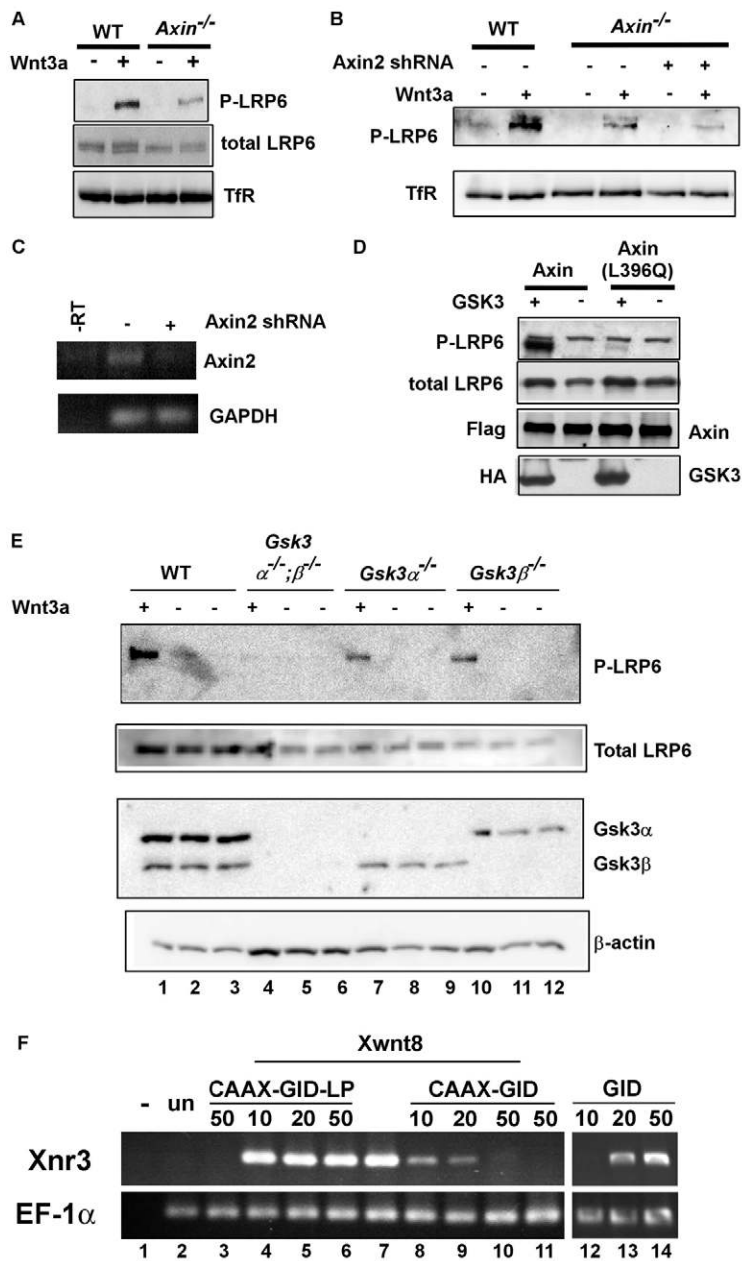 A
WT Axin-/-
Wnt3a - + - +
P-LRP6
total LRP6
TfR
B
WT Axin-/-
Axin2 shRNA - - - - + +
Wnt3a - + - + - +
P-LRP6
TfR
C
-RT - + Axin2 shRNA
Axin2
GAPDH
D
Axin Axin (L396Q)
GSK3 + - + -
P-LRP6
total LRP6
Flag Axin
HA GSK3
E
WT Gsk3 α-/-;β-/- Gsk3α-/- Gsk3β-/-
Wnt3a + - - + - - + - - + - -
P-LRP6
Total LRP6
Gsk3α
Gsk3β
β-actin
1 2 3 4 5 6 7 8 9 10 11 12
F
Xwnt8
CAAX-GID-LP CAAX-GID GID
- un 50 10 20 50 10 20 50 50 10 20 50
Xnr3
EF-1α
1 2 3 4 5 6 7 8 9 10 11 12 13 14